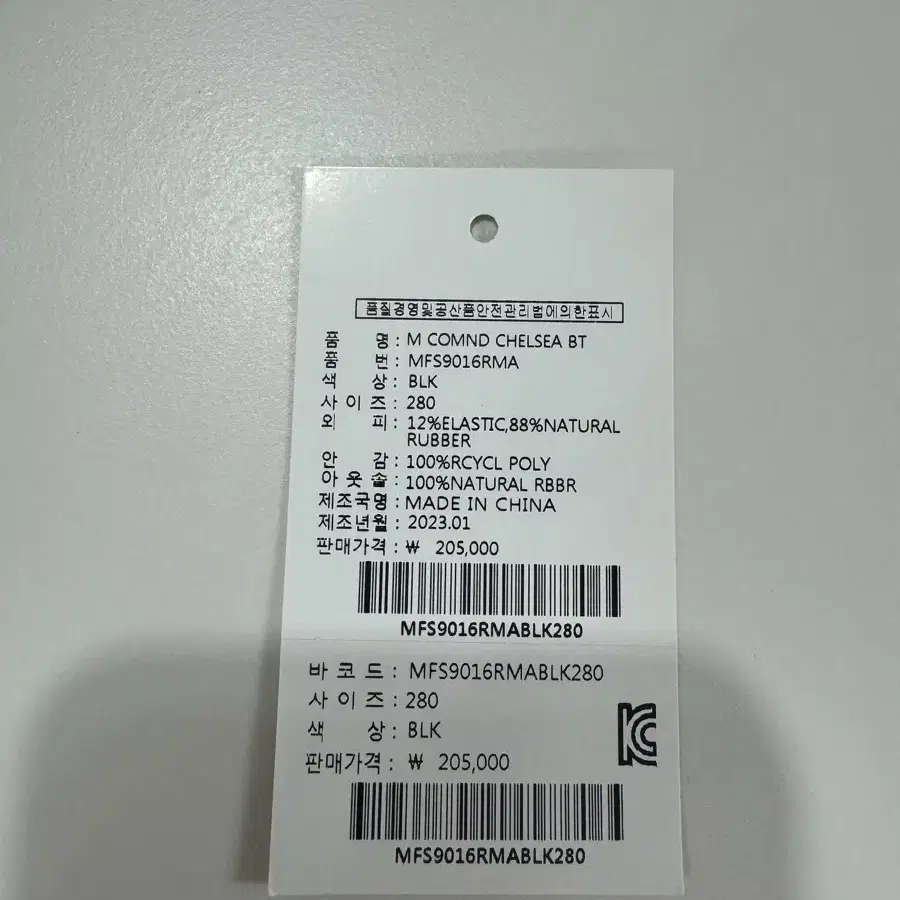 품질경영및공산품안전관리법에의한표시
품 명 : M COMND CHELSEA BT
품 번 : MFS9016RMA
색 상 : BLK
사 이 즈 : 280
외 피 : 12%ELASTIC,88%NATURAL
RUBBER
안 감 : 100%RCYCL POLY
아 웃 솔 : 100%NATURAL RBBR
제조국명 : MADE IN CHINA
제조년월 : 2023.01
판매가격 : ₩ 205,000
MFS9016RMABLK280
바 코 드 : MFS9016RMABLK280
사 이 즈 : 280
색 상 : BLK
판매가격 : ₩ 205,000
KC
MFS9016RMABLK280